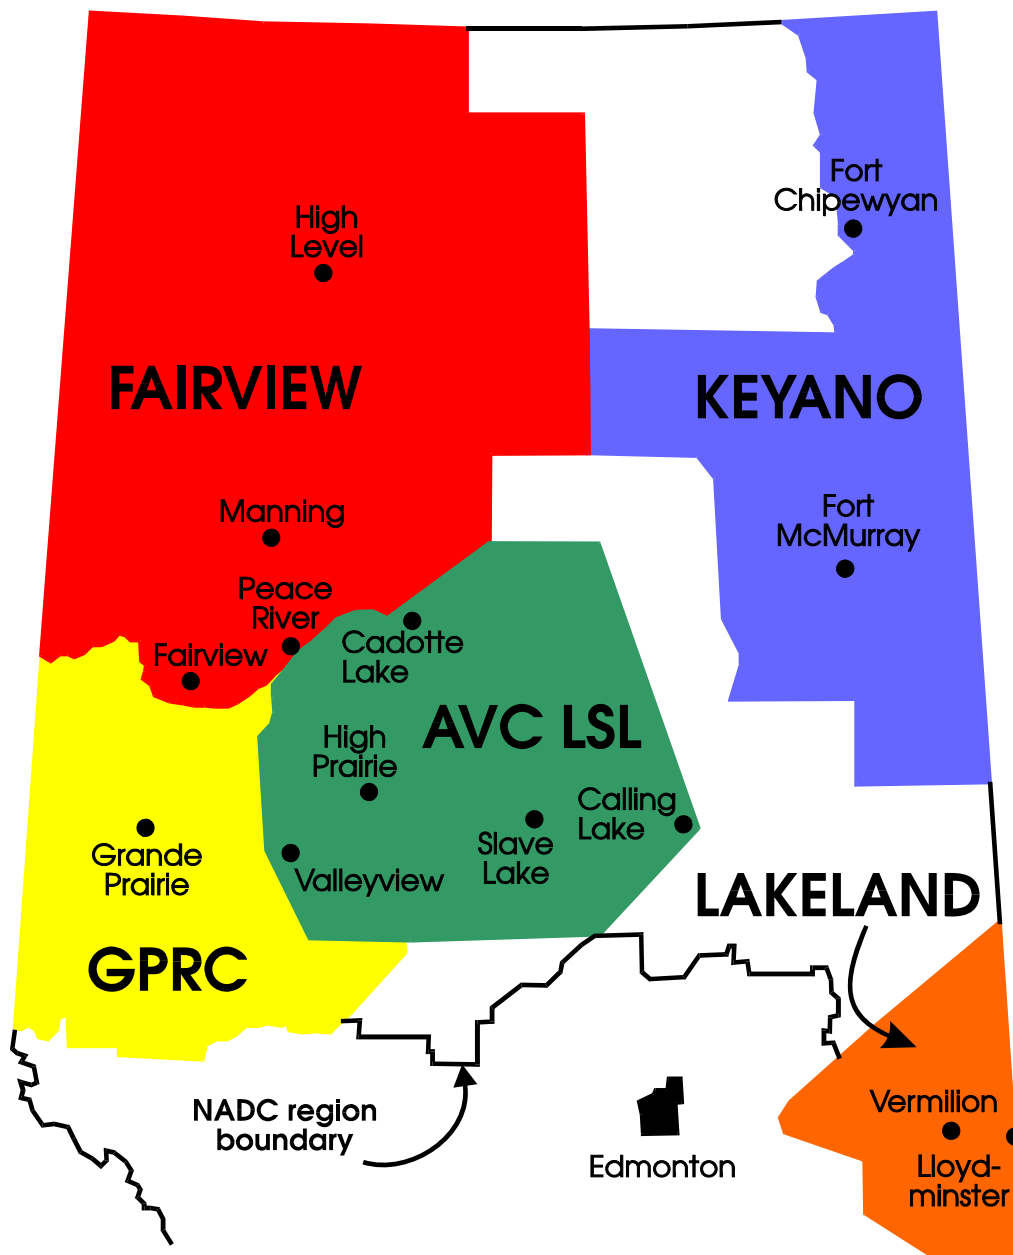 Fort
Chipewyan
High
Level
FAIRVIEW
KEYANO
Manning
Fort
McMurray
Peace
River
Fairview
Cadotte
Lake
AVC LSL
High
Prairie
Calling
Lake
Slave
Lake
Grande
Prairie
Valleyview
LAKELAND
GPRC
NADC region
boundary
Vermilion
Edmonton
Lloyd-
minster